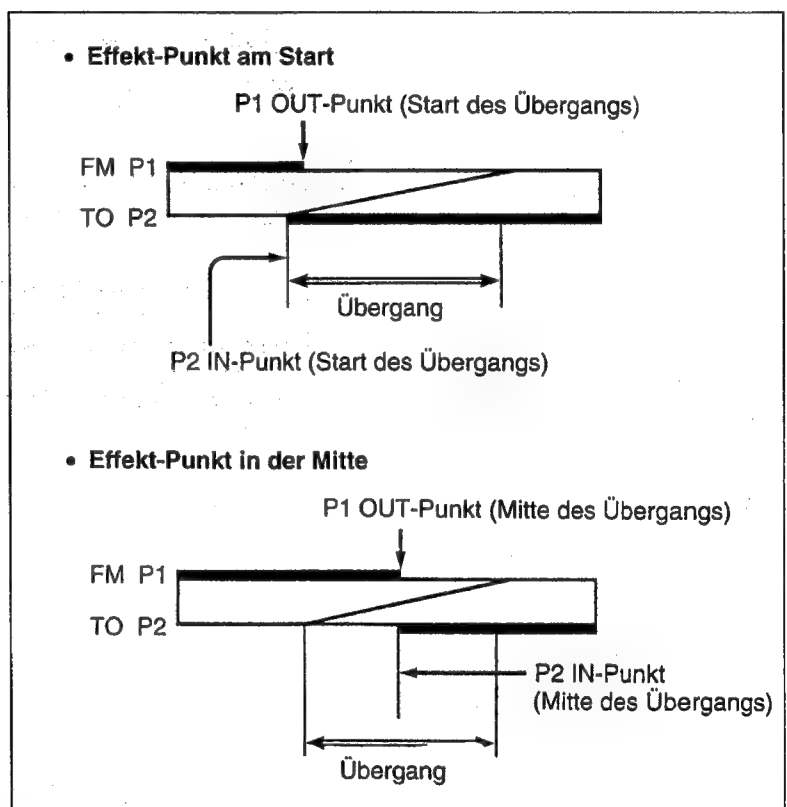 • Effekt-Punkt am Start
P1 OUT-Punkt (Start des Übergangs)
FM P1
TO P2
Übergang
P2 IN-Punkt (Start des Übergangs)
• Effekt-Punkt in der Mitte
P1 OUT-Punkt (Mitte des Übergangs)
FM P1
TO P2
P2 IN-Punkt
(Mitte des Übergangs)
Übergang